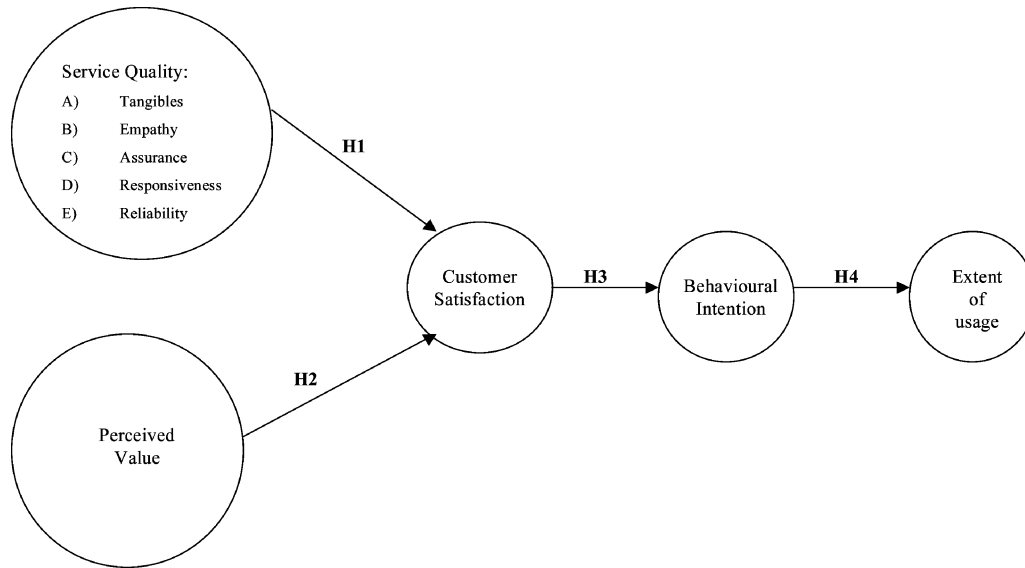 Service Quality:
A) Tangibles
B) Empathy
C) Assurance
D) Responsiveness
E) Reliability
H1
Customer
Satisfaction
H3
Behavioural
Intention
H4
Extent
of
usage
H2
Perceived
Value